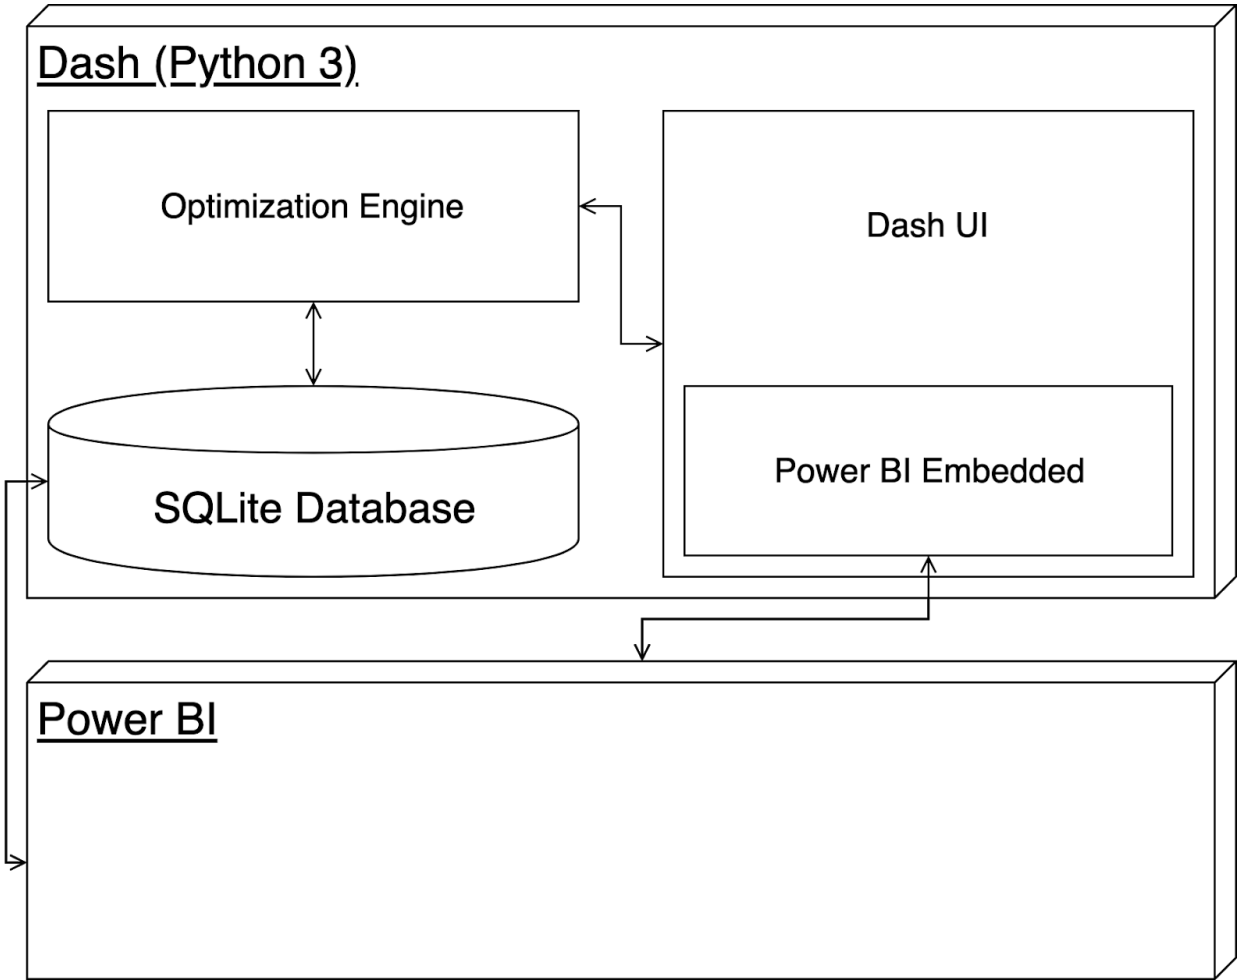 Dash (Python 3)
Optimization Engine
Dash UI
Power BI Embedded
SQLite Database
Power BI